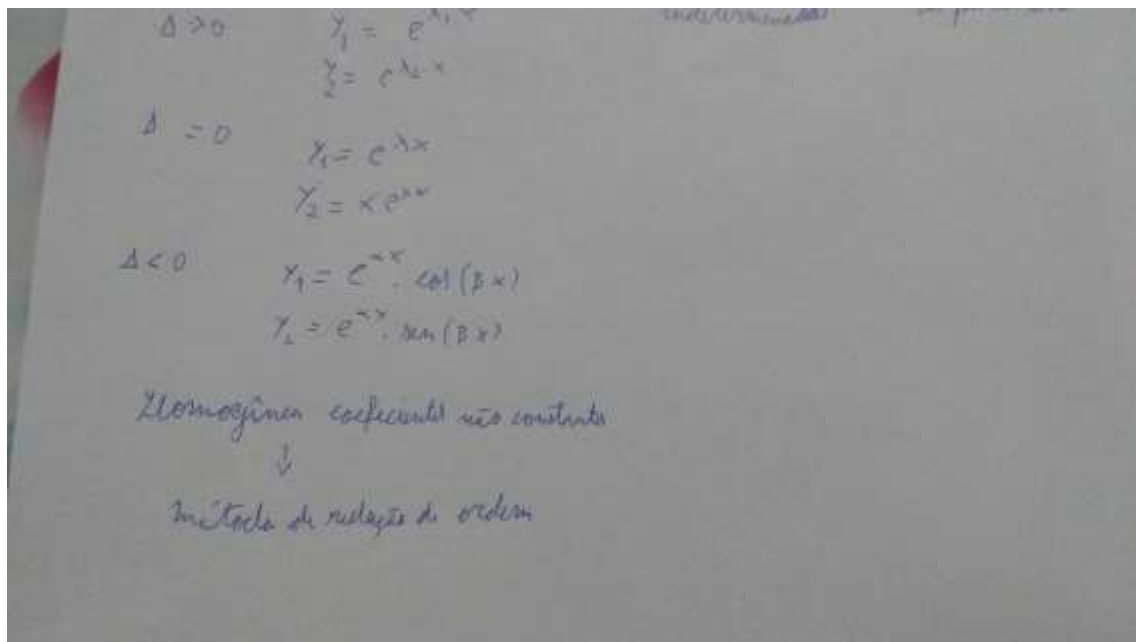 Δ>0 y₁ = e^λ₁x indeterminados
y₂ = e^λ₂x
Δ = 0
y₁ = e^λx
y₂ = x e^λx
Δ<0 y₁ = e^αx . cos(βx)
y₂ = e^αx . sen(βx)
Homogênea coeficientes não constantes
↓
método de redução de ordem